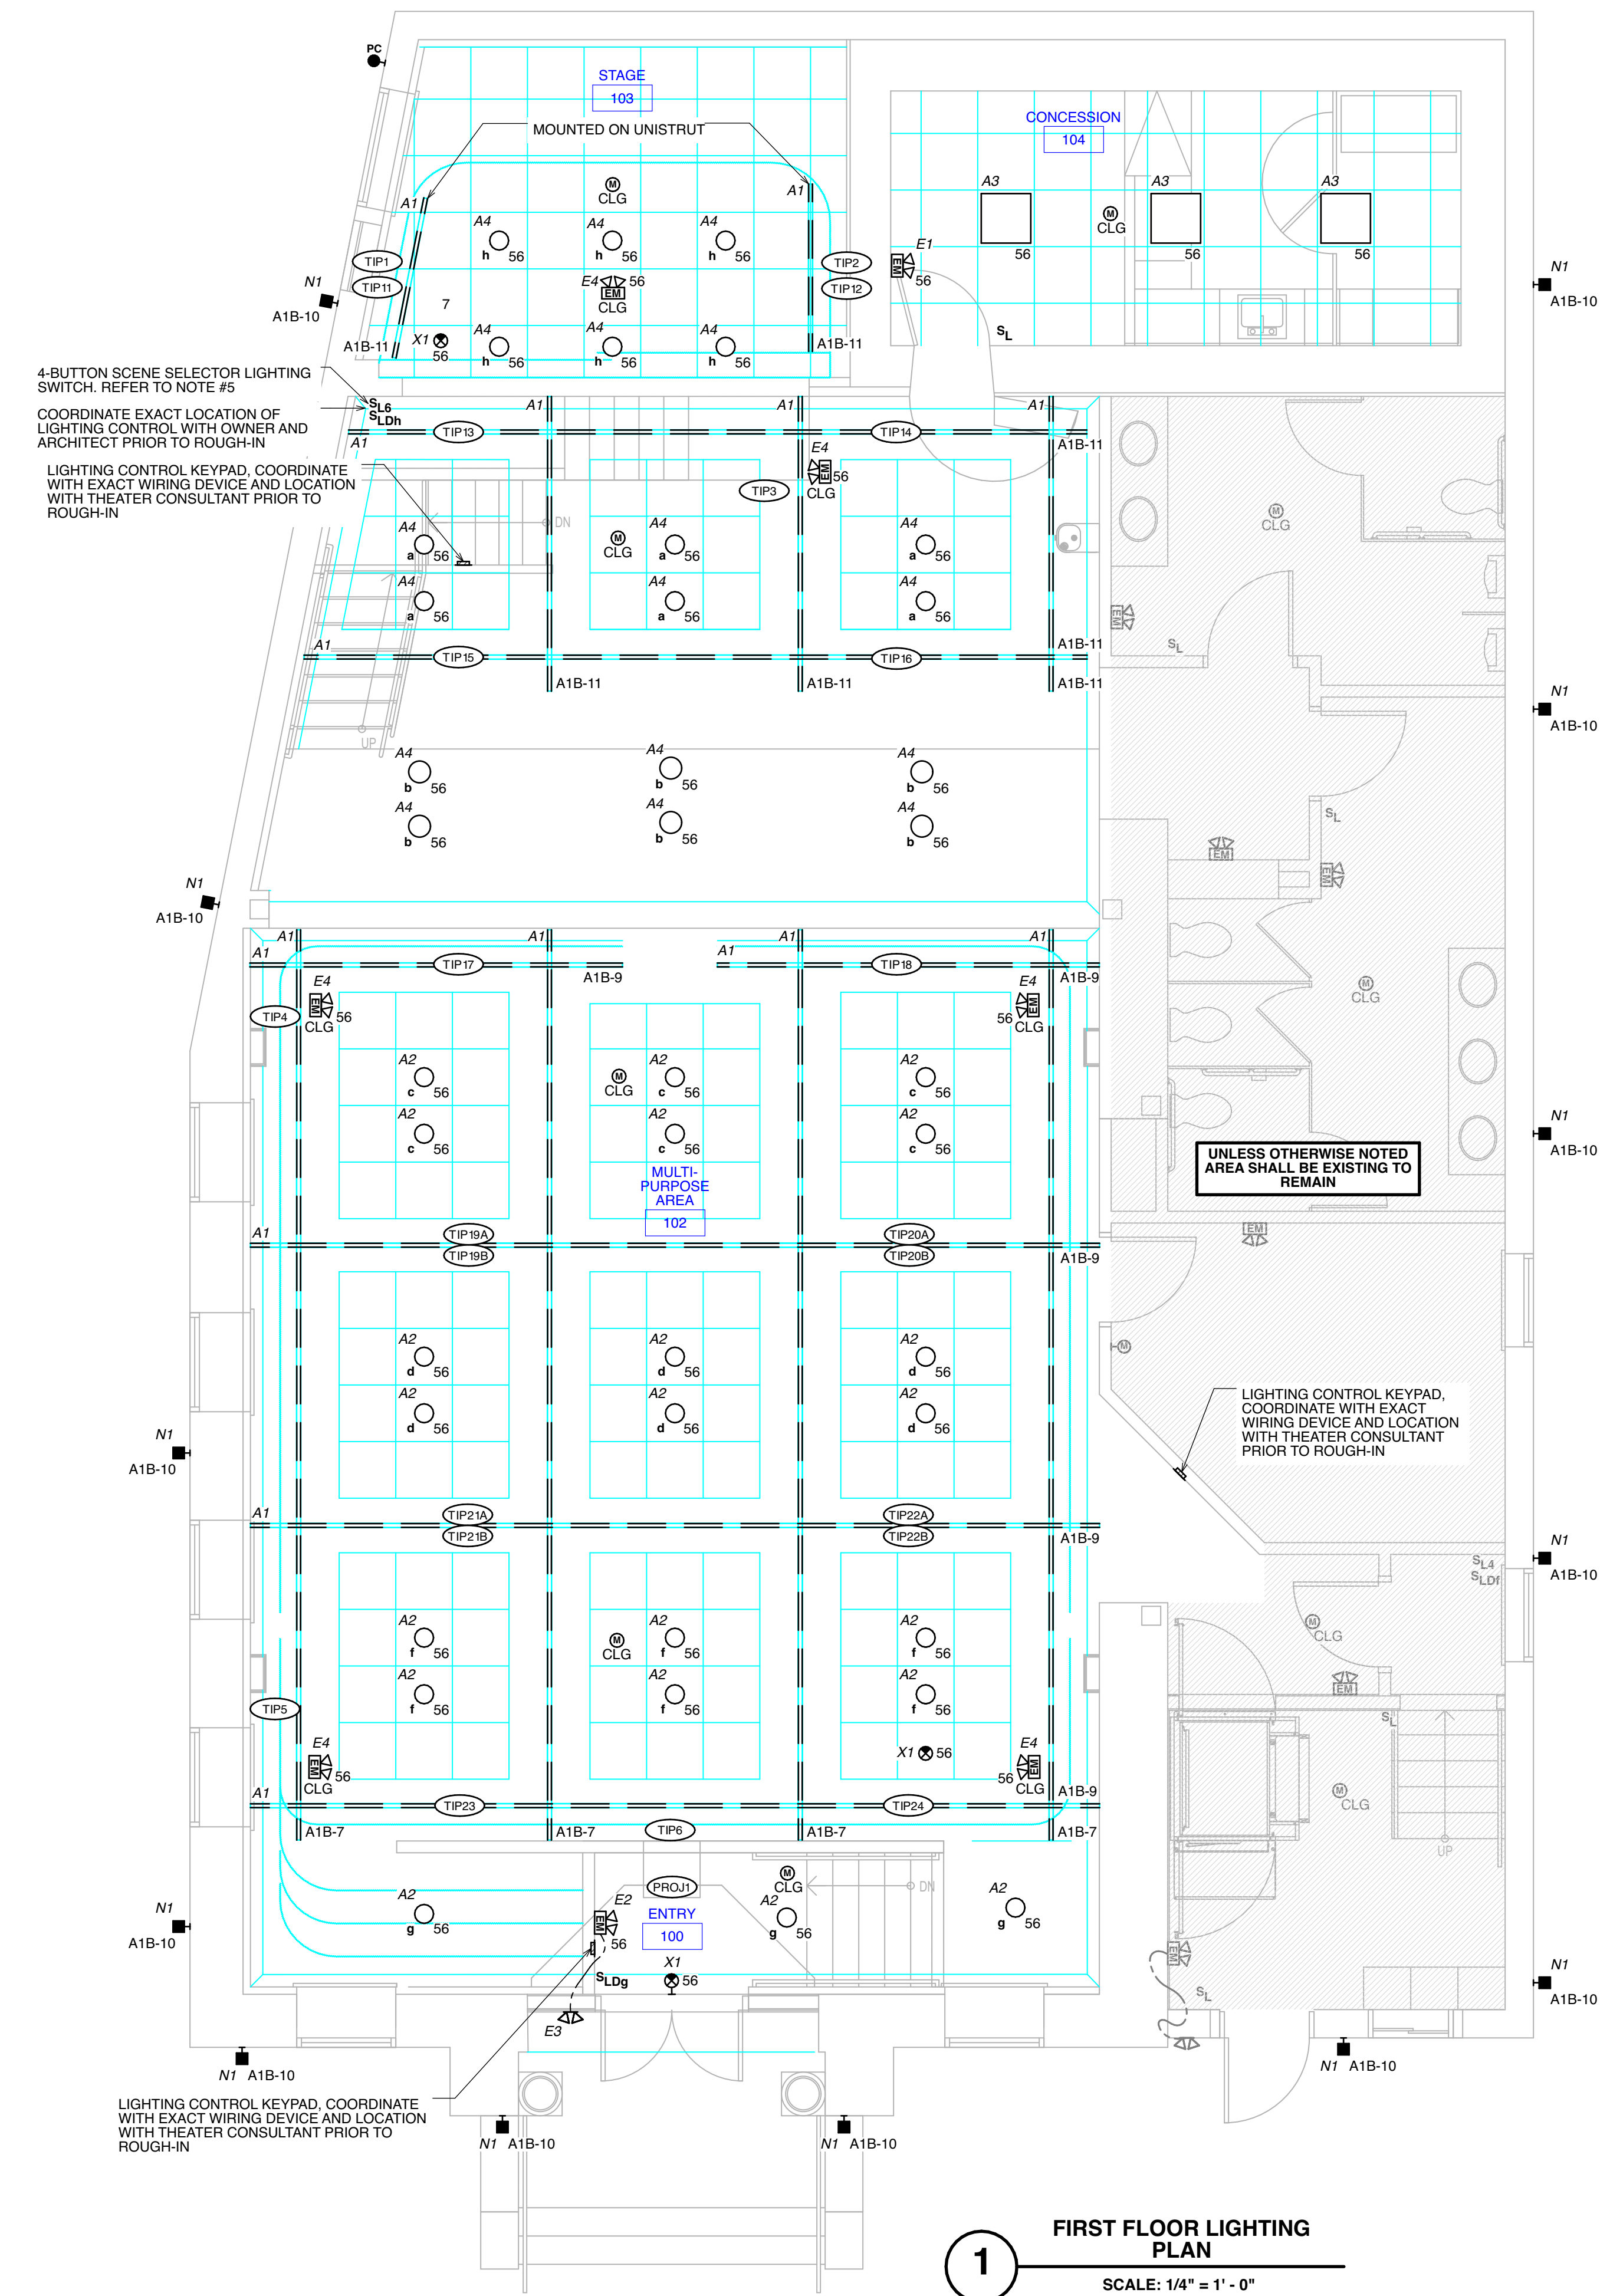 PC
STAGE
103
MOUNTED ON UNISTRUT
CONCESSION
104
A1
M
CLG
A1
A3
A3
A3
M
CLG
56
56
56
A4
h
56
A4
h
56
A4
h
56
TIP1
TIP11
TIP2
TIP12
E1
EM
56
N1
A1B-10
N1
A1B-10
E4
56
EM
CLG
7
A1B-11
X1
56
A4
h
56
A4
h
56
A4
h
56
A1B-11
SL
4-BUTTON SCENE SELECTOR LIGHTING
SWITCH. REFER TO NOTE #5
COORDINATE EXACT LOCATION OF
LIGHTING CONTROL WITH OWNER AND
ARCHITECT PRIOR TO ROUGH-IN
LIGHTING CONTROL KEYPAD, COORDINATE
WITH EXACT WIRING DEVICE AND LOCATION
WITH THEATER CONSULTANT PRIOR TO
ROUGH-IN
SL6
SLDh
A1
A1
A1
A1
TIP13
TIP14
A1B-11
E4
EM
56
CLG
TIP3
DN
M
CLG
A4
a
56
A4
a
56
A4
a
56
M
CLG
A4
a
56
A4
a
56
A4
a
56
EM
SL
A1
TIP15
TIP16
A1B-11
A1B-11
A1B-11
A1B-11
UP
N1
A1B-10
A4
b
56
A4
b
56
A4
b
56
A4
b
56
A4
b
56
A4
b
56
SL
EM
EM
N1
A1B-10
A1
A1
A1
A1
A1
A1
TIP17
TIP18
A1B-9
A1B-9
TIP4
E4
EM
56
CLG
E4
EM
56
CLG
M
CLG
A2
c
56
M
CLG
A2
c
56
A2
c
56
A2
c
56
A2
c
56
A2
c
56
N1
A1B-10
UNLESS OTHERWISE NOTED
AREA SHALL BE EXISTING TO
REMAIN
MULTI-
PURPOSE
AREA
102
A1
TIP19A
TIP19B
TIP20A
TIP20B
A1B-9
EM
M
A2
d
56
A2
d
56
A2
d
56
A2
d
56
A2
d
56
A2
d
56
LIGHTING CONTROL KEYPAD,
COORDINATE WITH EXACT
WIRING DEVICE AND LOCATION
WITH THEATER CONSULTANT
PRIOR TO ROUGH-IN
N1
A1B-10
A1
TIP21A
TIP21B
TIP22A
TIP22B
A1B-9
N1
A1B-10
SL4
SLDf
M
CLG
A2
f
56
M
CLG
A2
f
56
A2
f
56
A2
f
56
A2
f
56
A2
f
56
EM
SL
TIP5
X1
56
E4
EM
56
CLG
E4
EM
56
CLG
M
CLG
A1
TIP23
TIP24
A1B-9
A1B-7
A1B-7
TIP6
A1B-7
A1B-7
UP
M
CLG
DN
PROJ1
A2
g
56
E2
EM
56
ENTRY
100
A2
g
56
A2
g
56
N1
A1B-10
EM
SLDg
X1
56
E3
SL
N1
A1B-10
N1 A1B-10
N1 A1B-10
N1 A1B-10
N1 A1B-10
LIGHTING CONTROL KEYPAD, COORDINATE
WITH EXACT WIRING DEVICE AND LOCATION
WITH THEATER CONSULTANT PRIOR TO
ROUGH-IN
1
FIRST FLOOR LIGHTING
PLAN
SCALE: 1/4" = 1' - 0"